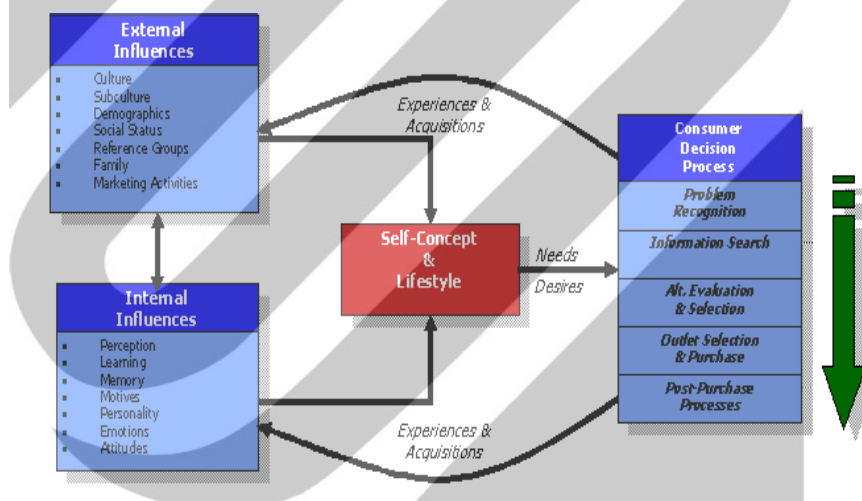 External
Influences
Culture
Subculture
Demographics
Social Status
Reference Groups
Family
Marketing Activities
Internal
Influences
Perception
Learning
Memory
Motives
Personality
Emotions
Attitudes
Experiences &
Acquisitions
Self-Concept
&
Lifestyle
Needs
Desires
Experiences &
Acquisitions
Consumer
Decision
Process
Problem
Recognition
Information Search
Alt. Evaluation
& Selection
Outlet Selection
& Purchase
Post-Purchase
Processes